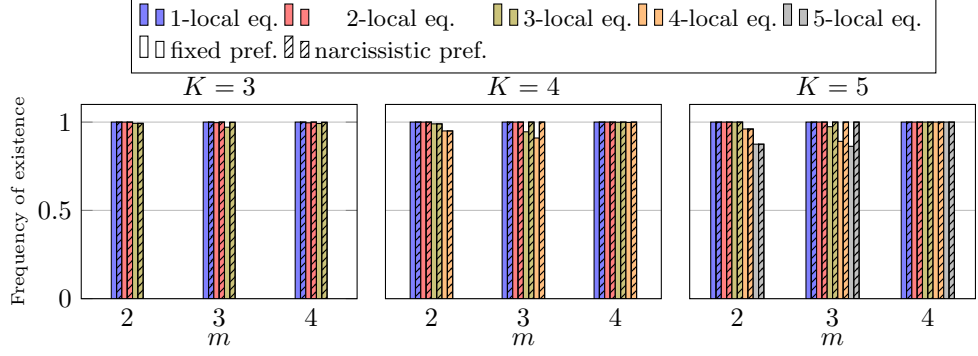 1-local eq. 2-local eq. 3-local eq. 4-local eq. 5-local eq.
fixed pref. narcissistic pref.
K = 3 K = 4 K = 5
Frequency of existence
1
0.5
0
2 3 4 2 3 4 2 3 4
m m m